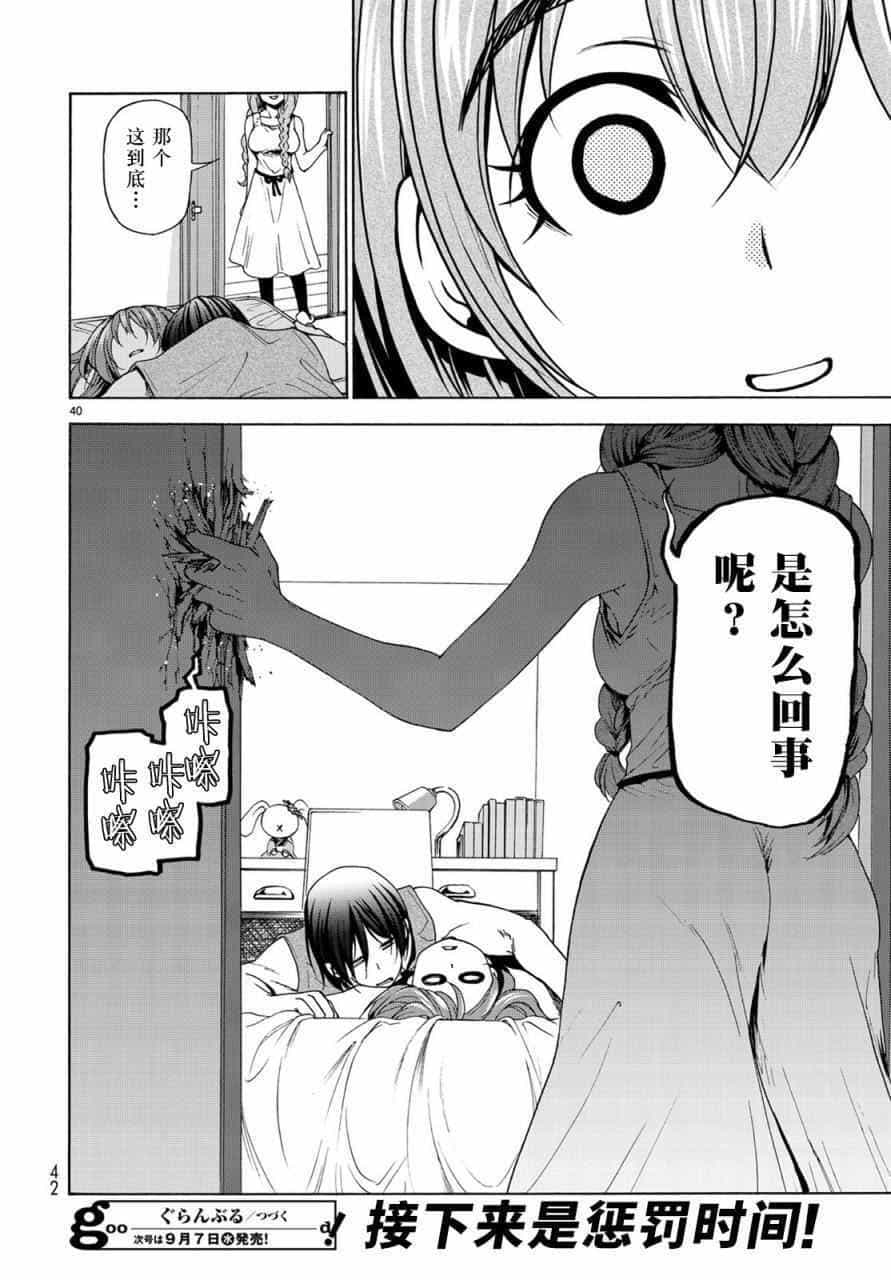 那个
这到底…
40
是怎么回事
呢？
咔嚓
咔嚓
咔嚓
42
good!
ぐらんぶる／つづく
次号は9月7日㊌発売!
接下来是惩罚时间!